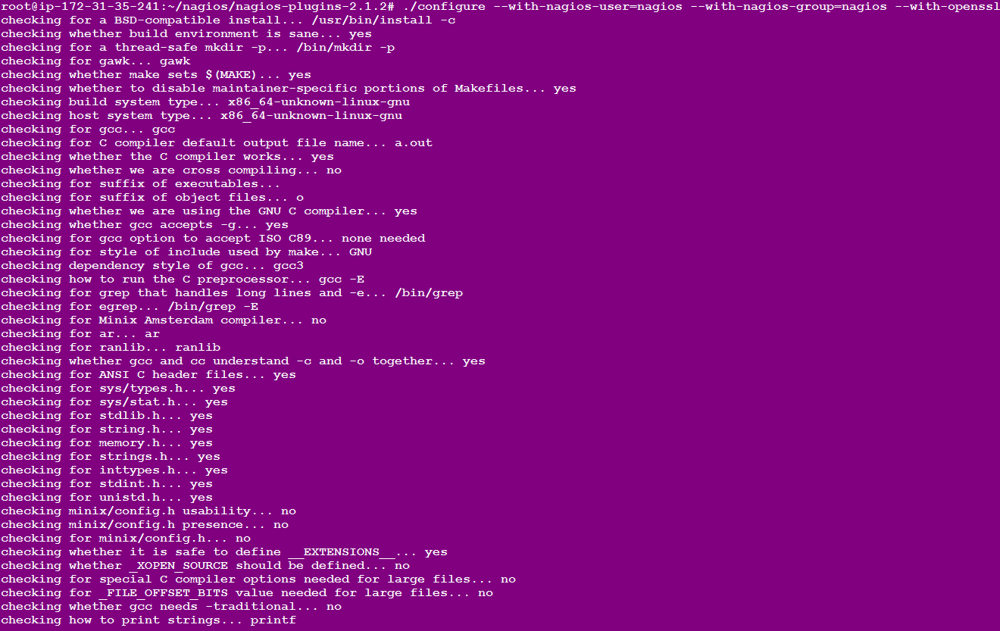 root@ip-172-31-35-241:~/nagios/nagios-plugins-2.1.2# ./configure --with-nagios-user=nagios --with-nagios-group=nagios --with-openssl
checking for a BSD-compatible install... /usr/bin/install -c
checking whether build environment is sane... yes
checking for a thread-safe mkdir -p... /bin/mkdir -p
checking for gawk... gawk
checking whether make sets $(MAKE)... yes
checking whether to disable maintainer-specific portions of Makefiles... yes
checking build system type... x86_64-unknown-linux-gnu
checking host system type... x86_64-unknown-linux-gnu
checking for gcc... gcc
checking for C compiler default output file name... a.out
checking whether the C compiler works... yes
checking whether we are cross compiling... no
checking for suffix of executables...
checking for suffix of object files... o
checking whether we are using the GNU C compiler... yes
checking whether gcc accepts -g... yes
checking for gcc option to accept ISO C89... none needed
checking for style of include used by make... GNU
checking dependency style of gcc... gcc3
checking how to run the C preprocessor... gcc -E
checking for grep that handles long lines and -e... /bin/grep
checking for egrep... /bin/grep -E
checking for Minix Amsterdam compiler... no
checking for ar... ar
checking for ranlib... ranlib
checking whether gcc and cc understand -c and -o together... yes
checking for ANSI C header files... yes
checking for sys/types.h... yes
checking for sys/stat.h... yes
checking for stdlib.h... yes
checking for string.h... yes
checking for memory.h... yes
checking for strings.h... yes
checking for inttypes.h... yes
checking for stdint.h... yes
checking for unistd.h... yes
checking minix/config.h usability... no
checking minix/config.h presence... no
checking for minix/config.h... no
checking whether it is safe to define __EXTENSIONS__... yes
checking whether _XOPEN_SOURCE should be defined... no
checking for special C compiler options needed for large files... no
checking for _FILE_OFFSET_BITS value needed for large files... no
checking whether gcc needs -traditional... no
checking how to print strings... printf